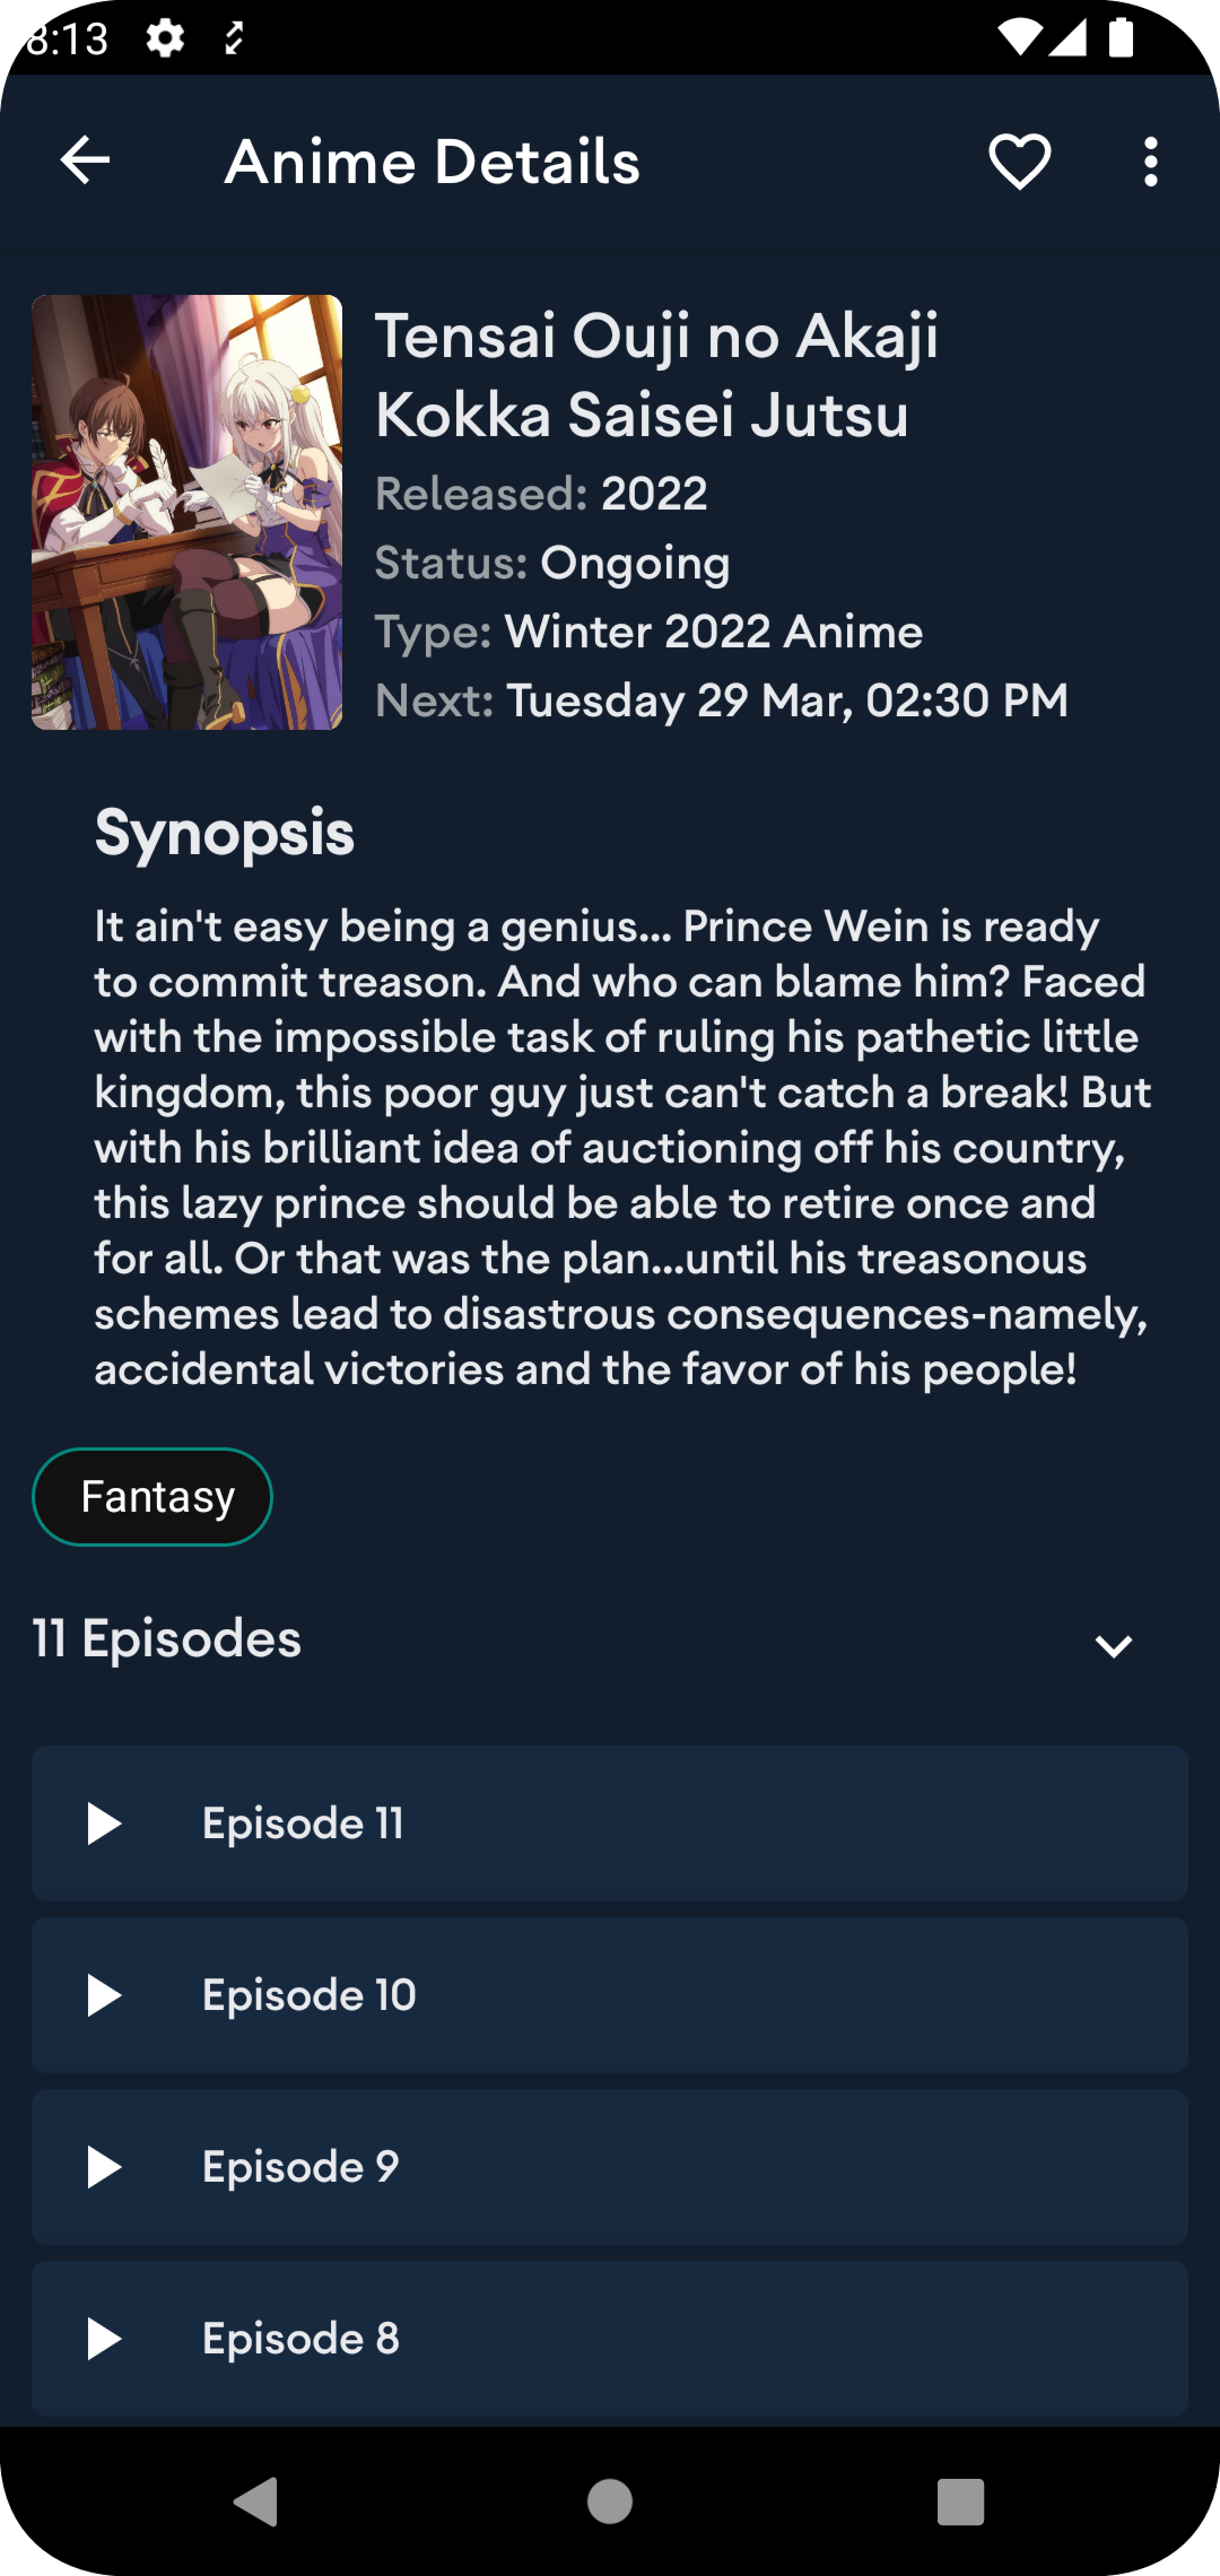 8:13
Anime Details
Tensai Ouji no Akaji
Kokka Saisei Jutsu
Released: 2022
Status: Ongoing
Type: Winter 2022 Anime
Next: Tuesday 29 Mar, 02:30 PM
Synopsis
It ain't easy being a genius... Prince Wein is ready
to commit treason. And who can blame him? Faced
with the impossible task of ruling his pathetic little
kingdom, this poor guy just can't catch a break! But
with his brilliant idea of auctioning off his country,
this lazy prince should be able to retire once and
for all. Or that was the plan...until his treasonous
schemes lead to disastrous consequences-namely,
accidental victories and the favor of his people!
Fantasy
11 Episodes
Episode 11
Episode 10
Episode 9
Episode 8